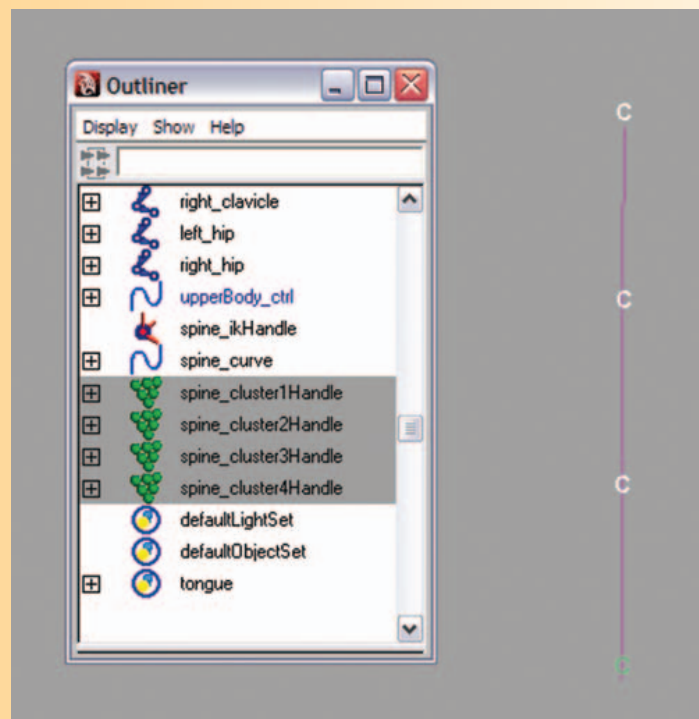 Outliner
Display Show Help
right_clavicle
left_hip
right_hip
upperBody_ctrl
spine_ikHandle
spine_curve
spine_cluster1Handle
spine_cluster2Handle
spine_cluster3Handle
spine_cluster4Handle
defaultLightSet
defaultObjectSet
tongue
C
C
C
C